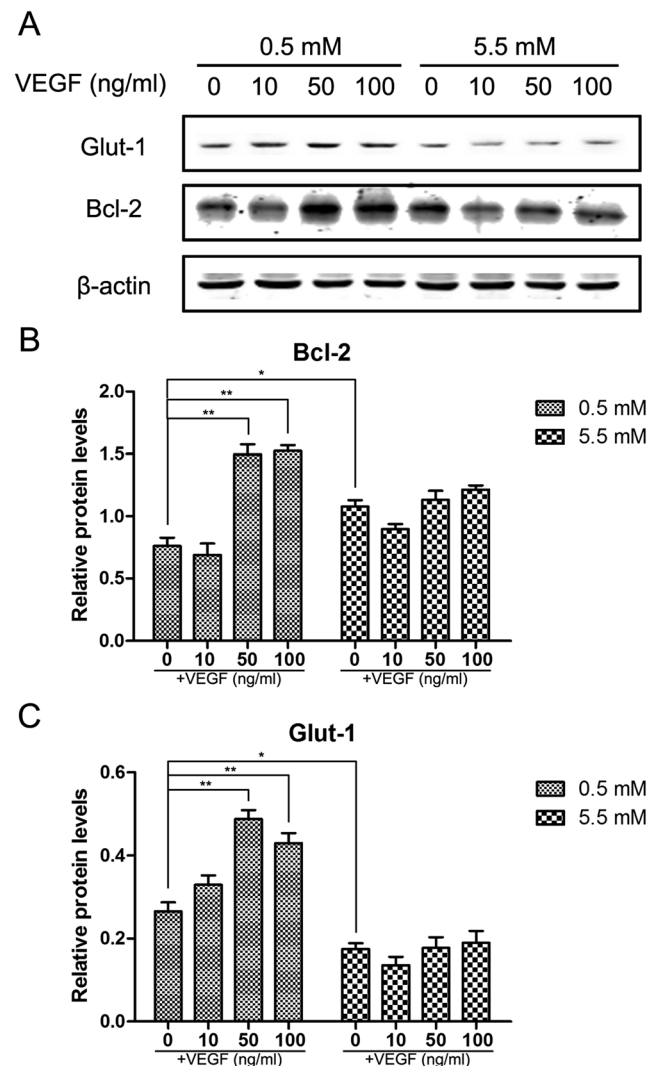 A
0.5 mM 5.5 mM
VEGF (ng/ml) 0 10 50 100 0 10 50 100
Glut-1
Bcl-2
β-actin
B
Bcl-2
Relative protein levels
2.0
1.5
1.0
0.5
0.0
*
**
**
0.5 mM
5.5 mM
0 10 50 100 0 10 50 100
+VEGF (ng/ml) +VEGF (ng/ml)
C
Glut-1
Relative protein levels
0.6
0.4
0.2
0.0
*
**
**
0.5 mM
5.5 mM
0 10 50 100 0 10 50 100
+VEGF (ng/ml) +VEGF (ng/ml)